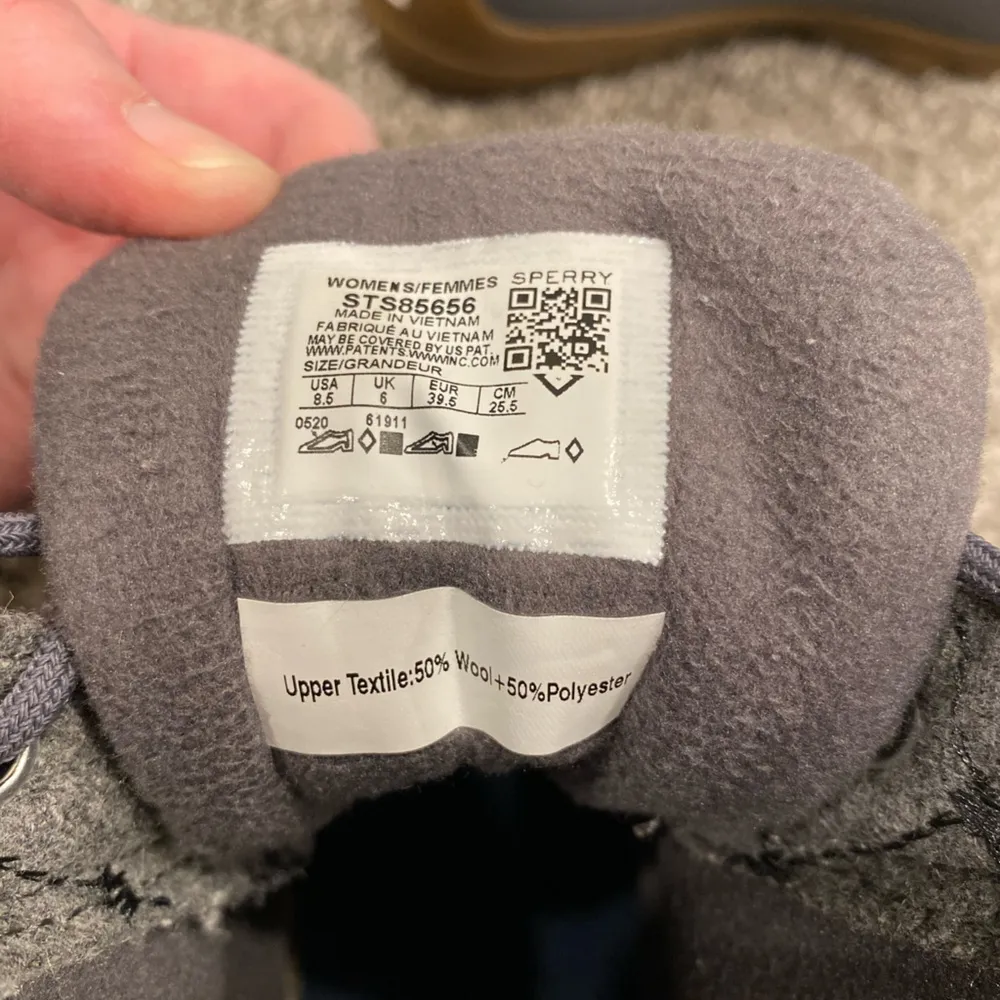 WOMENS/FEMMES
SPERRY
STS85656
MADE IN VIETNAM
FABRIQUÉ AU VIETNAM
MAY BE COVERED BY US PAT.
WWW.PATENTS.WWWINC.COM
SIZE/GRANDEUR
USA UK EUR CM
8.5 6 39.5 25.5
0520 61911
Upper Textile:50% Wool+50%Polyester